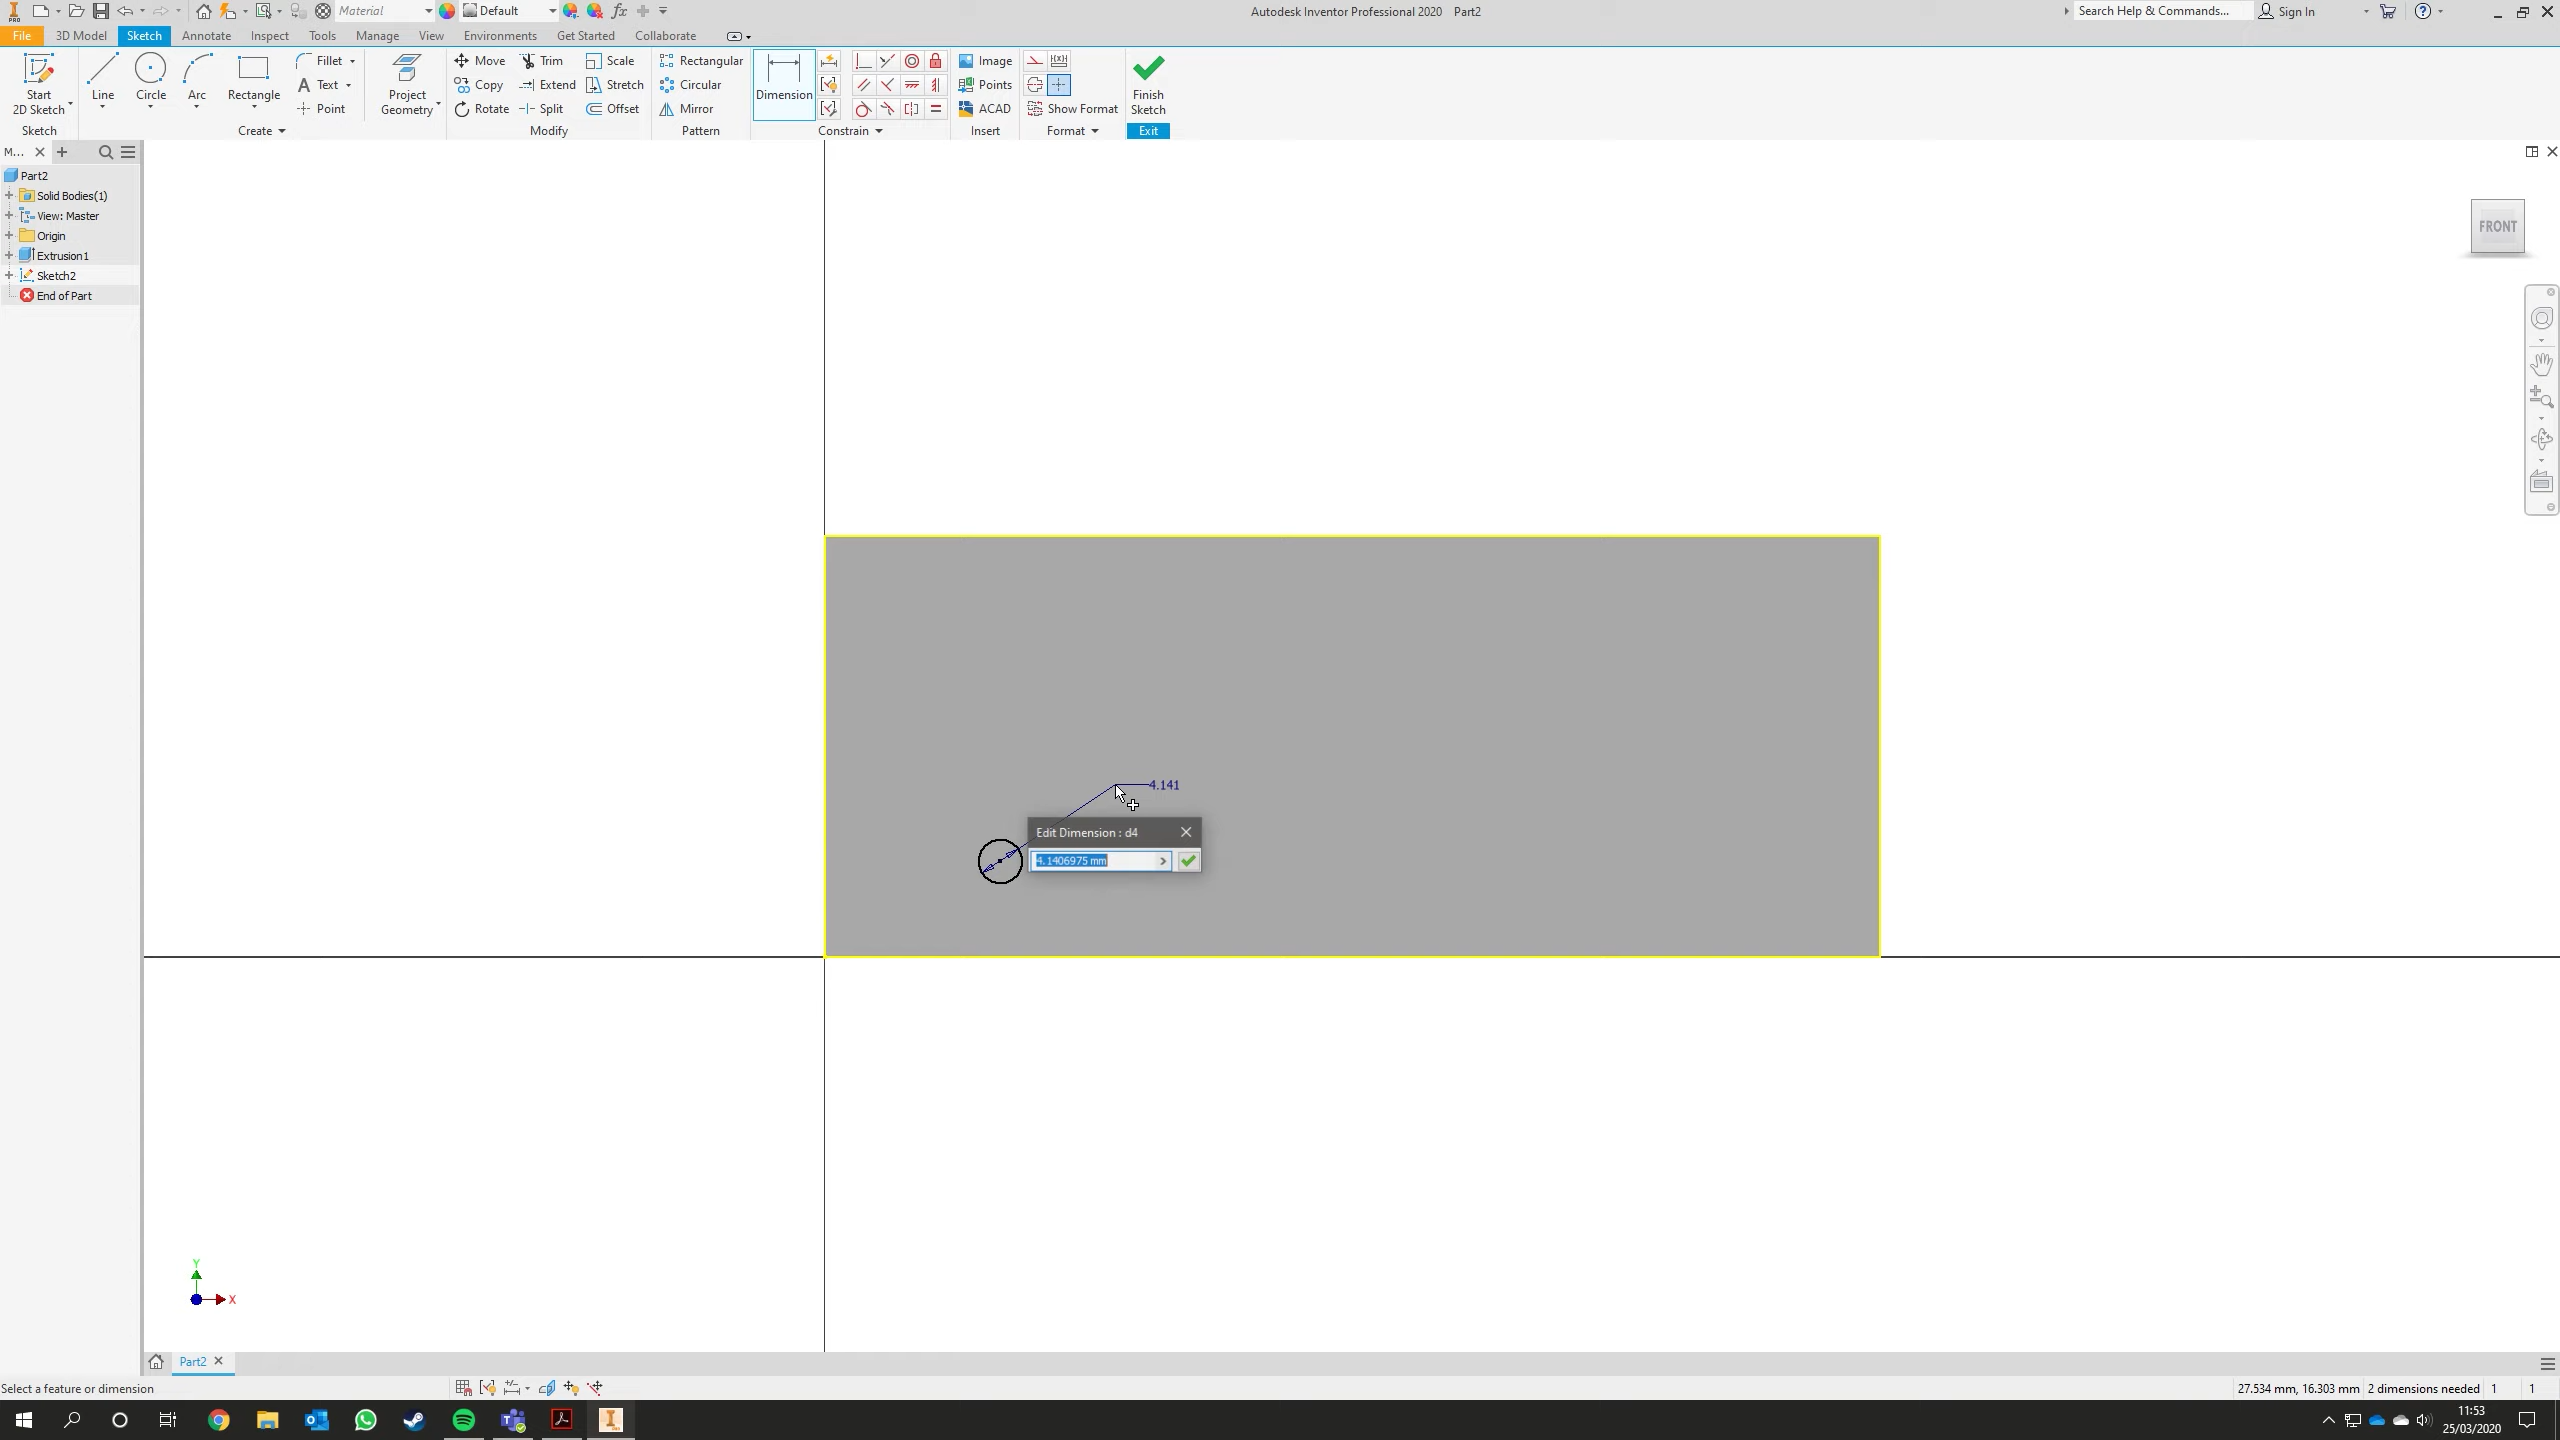 PRO Material Default Autodesk Inventor Professional 2020 Part2 Search Help & Commands... Sign In
File 3D Model Sketch Annotate Inspect Tools Manage View Environments Get Started Collaborate
Start 2D Sketch
Line
Circle
Arc
Rectangle
Fillet
Text
Point
Project Geometry
Move Trim Scale
Copy Extend Stretch
Rotate Split Offset
Rectangular
Circular
Mirror
Dimension
Image
Points
ACAD
Show Format
Finish Sketch
Sketch Create Modify Pattern Constrain Insert Format Exit
M...
Part2
Solid Bodies(1)
View: Master
Origin
Extrusion1
Sketch2
End of Part
FRONT
4.141
Edit Dimension : d4
4.1406975 mm
Y
X
Part2
Select a feature or dimension
27.534 mm, 16.303 mm 2 dimensions needed 1 1
11:53
25/03/2020